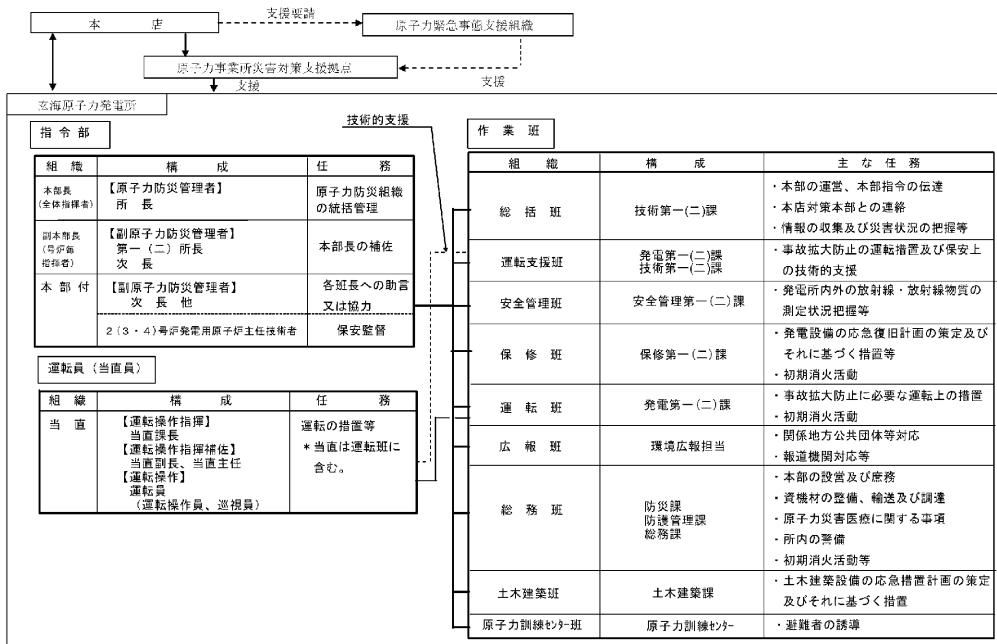 本　店
支援要請
原子力緊急事態支援組織
原子力事業所災害対策支援拠点
支援
支援
玄海原子力発電所
指令部
組織　構成　任務
本部長
(全体指揮者)
【原子力防災管理者】
所　長
原子力防災組織
の統括管理
副本部長
(号炉毎
指揮者)
【副原子力防災管理者】
第一（二）所長
次　長
本部長の補佐
本部付
【副原子力防災管理者】
次　長　他
各班長への助言
又は協力
2（3・4）号炉発電用原子炉主任技術者
保安監督
運転員（当直員）
組織　構成　任務
当　直
【運転操作指揮】
当直課長
【運転操作指揮補佐】
当直副長、当直主任
【運転操作】
運転員
（運転操作員、巡視員）
運転の措置等
＊当直は運転班に
含む。
技術的支援
作　業　班
組織　構成　主な任務
総括班
技術第一(二)課
・本部の運営、本部指令の伝達
・本店対策本部との連絡
・情報の収集及び災害状況の把握等
運転支援班
発電第一(二)課
技術第一(二)課
・事故拡大防止の運転措置及び保安上
の技術的支援
安全管理班
安全管理第一(二)課
・発電所内外の放射線・放射線物質の
測定状況把握等
保修班
保修第一(二)課
・発電設備の応急復旧計画の策定及び
それに基づく措置等
・初期消火活動
運転班
発電第一(二)課
・事故拡大防止に必要な運転上の措置
・初期消火活動
広報班
環境広報担当
・関係地方公共団体等対応
・報道機関対応等
総務班
防災課
防護管理課
総務課
・本部の設営及び庶務
・資機材の整備、輸送及び調達
・原子力災害医療に関する事項
・所内の警備
・初期消火活動等
土木建築班
土木建築課
・土木建築設備の応急措置計画の策定
及びそれに基づく措置
原子力訓練センター班
原子力訓練センター
・避難者の誘導